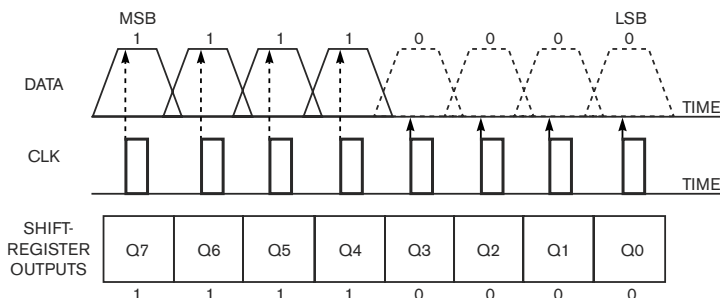 MSB LSB
1 1 1 1 0 0 0 0
DATA
TIME
CLK
TIME
SHIFT-
REGISTER
OUTPUTS
Q7 Q6 Q5 Q4 Q3 Q2 Q1 Q0
1 1 1 1 0 0 0 0